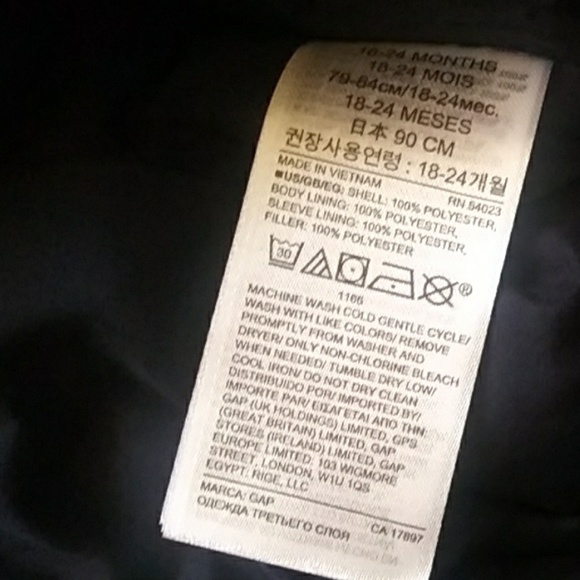 18-24 MONTHS
18-24 MOIS
79-84см/18-24мес.
18-24 MESES
日本 90 CM
권장사용연령 : 18-24개월
MADE IN VIETNAM RN 54023
■US/GB/EG: SHELL: 100% POLYESTER,
BODY LINING: 100% POLYESTER,
SLEEVE LINING: 100% POLYESTER,
FILLER: 100% POLYESTER
30
®
1166
MACHINE WASH COLD GENTLE CYCLE/
WASH WITH LIKE COLORS/ REMOVE
PROMPTLY FROM WASHER AND
DRYER/ ONLY NON-CHLORINE BLEACH
WHEN NEEDED/ TUMBLE DRY LOW/
COOL IRON/ DO NOT DRY CLEAN
DISTRIBUIDO POR/ IMPORTED BY/
IMPORTE PAR/ ΕΙΣΑΓΕΤΑΙ ΑΠΟ ΤΗΝ:
GAP (UK HOLDINGS) LIMITED, GPS
(GREAT BRITAIN) LIMITED, GAP
STORES (IRELAND) LIMITED, GAP
EUROPE LIMITED: 103 WIGMORE
STREET, LONDON, W1U 1QS
EGYPT: RIGE, LLC
МАRСА: GAP
ОДЕЖДА ТРЕТЬЕГО СЛОЯ CA 17897